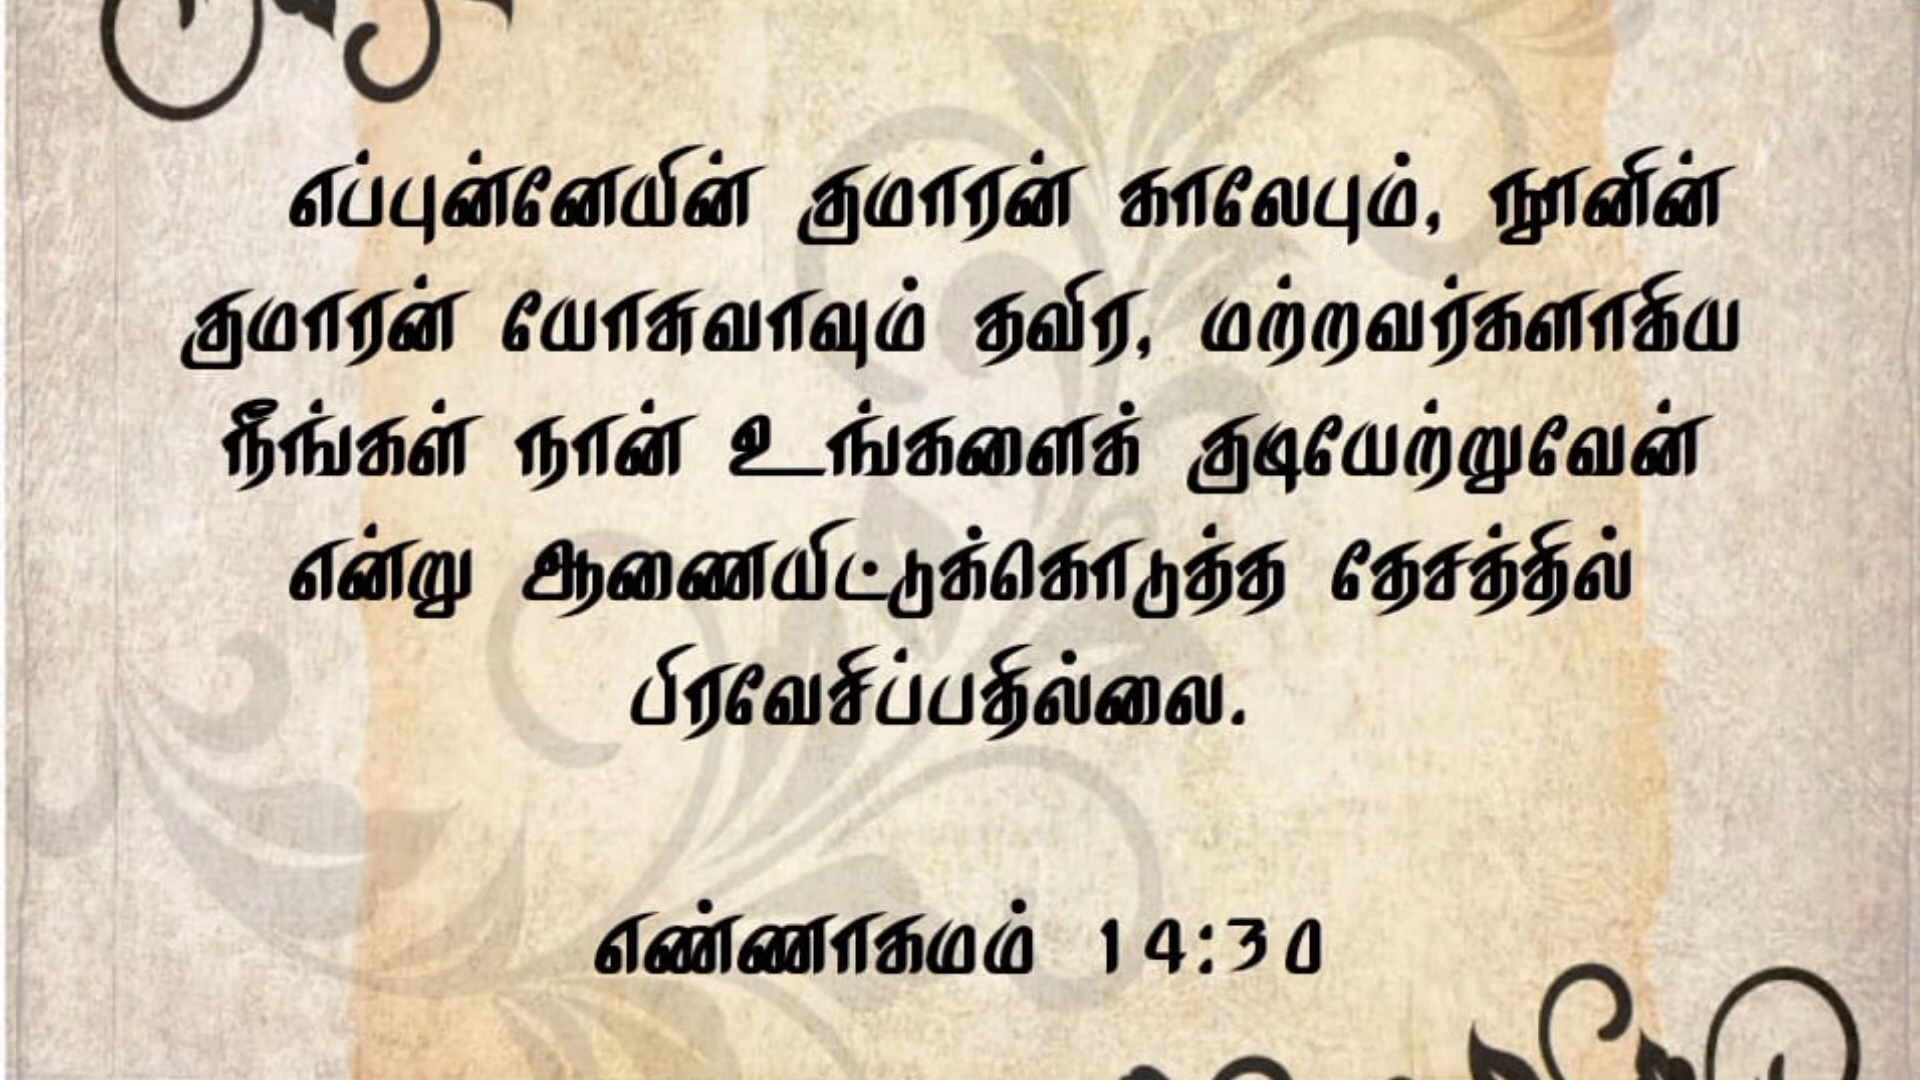 எப்புன்னேயின் குமாரன் காலேபும், நூனின்
குமாரன் யோசுவாவும் தவிர, மற்றவர்களாகிய
நீங்கள் நான் உங்களைக் குடியேற்றுவேன்
என்று ஆணையிட்டுக்கொடுத்த தேசத்தில்
பிரவேசிப்பதில்லை.
எண்ணாகமம் 14:30